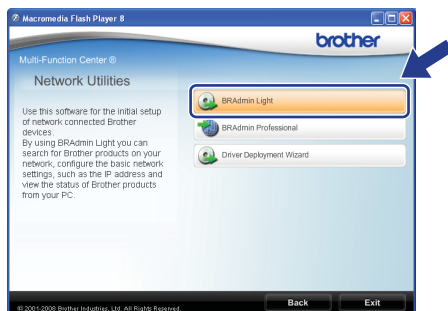 Macromedia Flash Player 8
brother
Multi-Function Center ®
Network Utilities
Use this software for the initial setup
of network connected Brother
devices.
By using BRAdmin Light you can
search for Brother products on your
network, configure the basic network
settings, such as the IP address and
view the status of Brother products
from your PC.
BRAdmin Light
BRAdmin Professional
Driver Deployment Wizard
© 2001-2008 Brother Industries, Ltd. All Rights Reserved.
Back
Exit